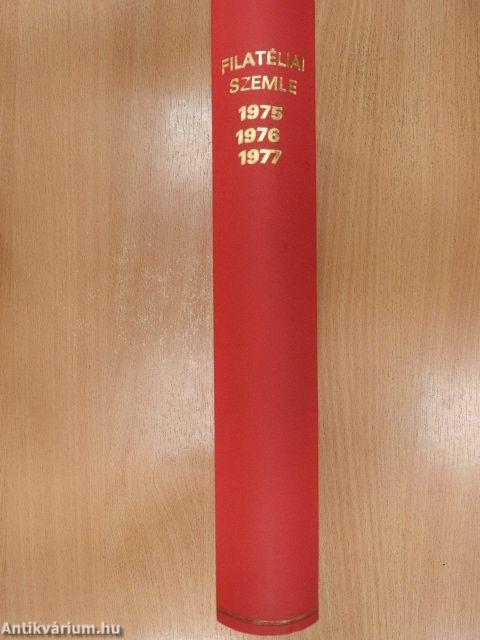 FILATÉLIAI
SZEMLE
1975
1976
1977
Antikvárium.hu